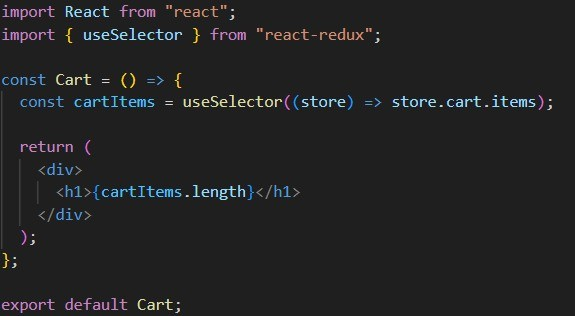 import React from "react";
import { useSelector } from "react-redux";
const Cart = () => {
const cartItems = useSelector((store) => store.cart.items);
return (
<div>
<h1>{cartItems.length}</h1>
</div>
);
};
export default Cart;